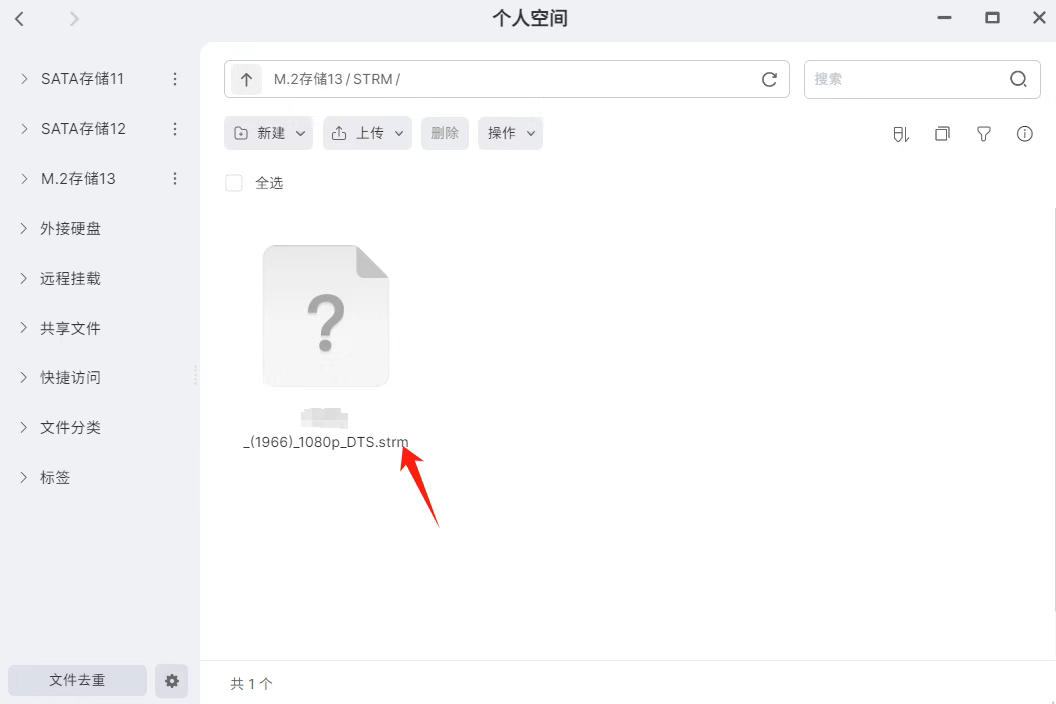 个人空间
SATA存储11
SATA存储12
M.2存储13
外接硬盘
远程挂载
共享文件
快捷访问
文件分类
标签
文件去重
M.2存储13 / STRM /
搜索
新建
上传
删除
操作
全选
?
_(1966)_1080p_DTS.strm
共 1 个